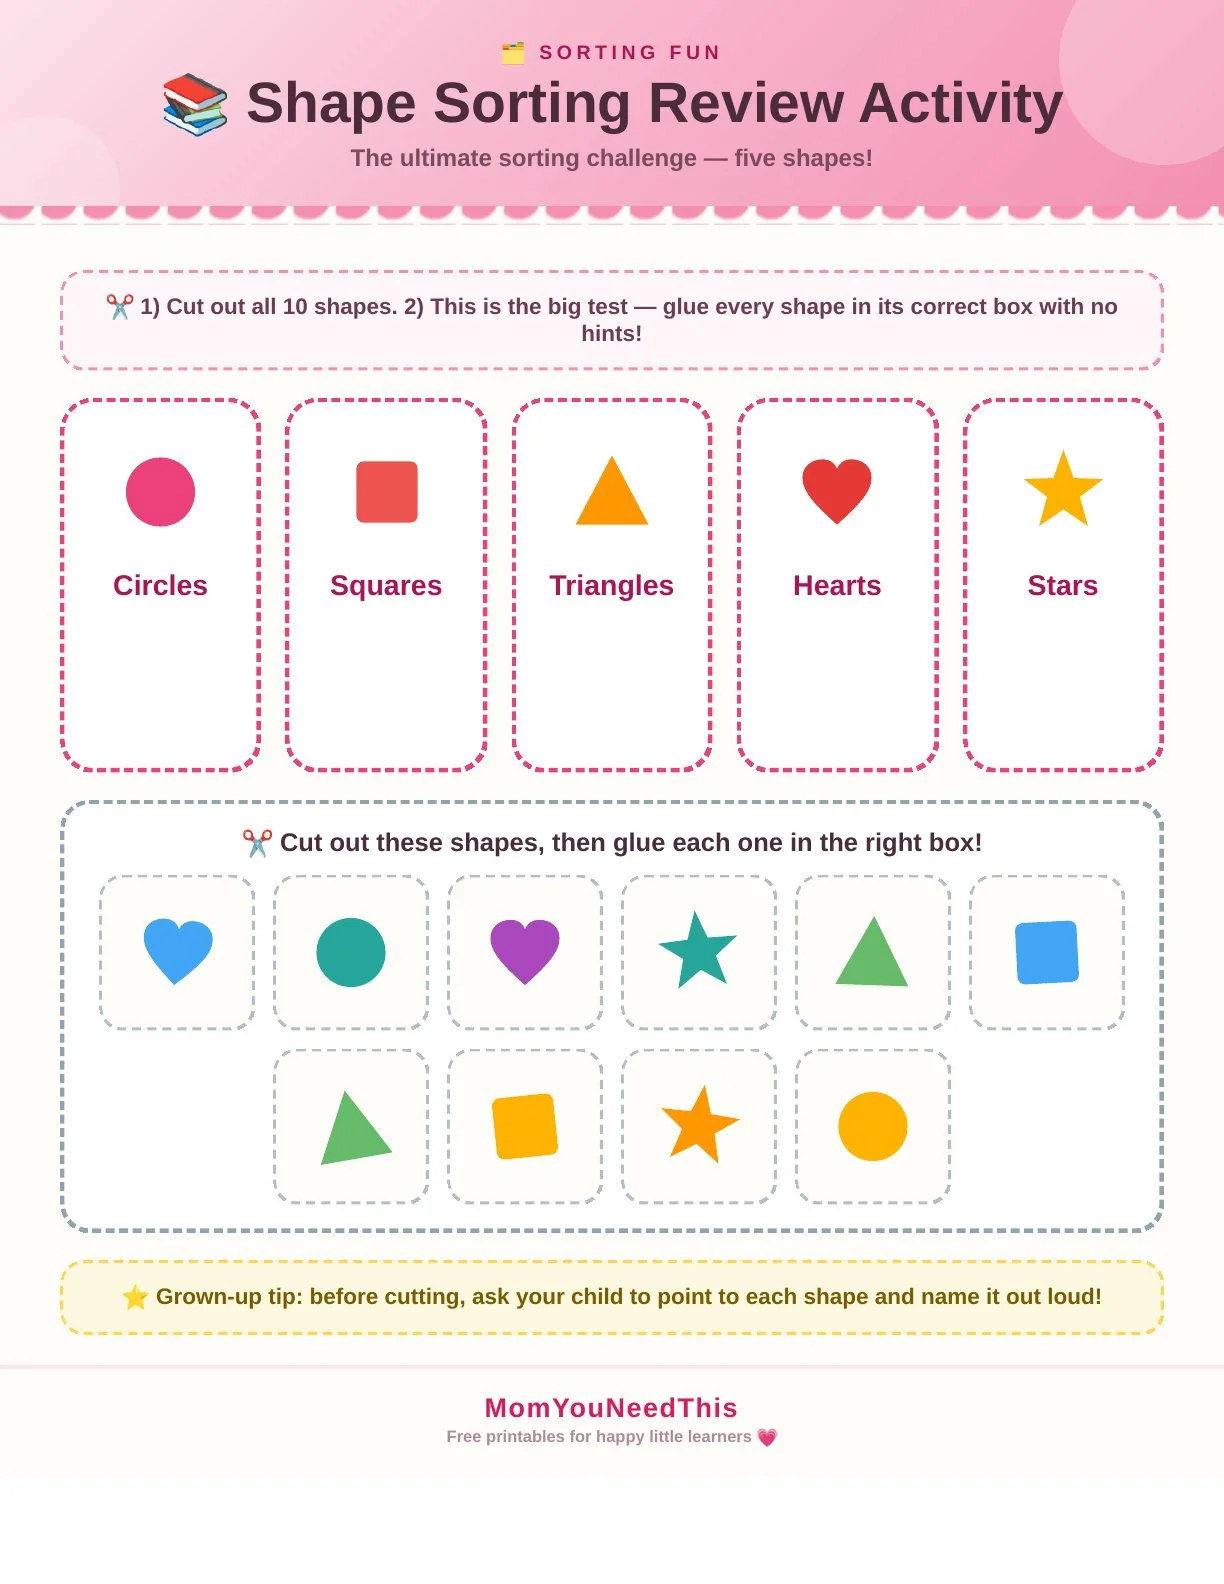 SORTING FUN
Shape Sorting Review Activity
The ultimate sorting challenge — five shapes!
1) Cut out all 10 shapes. 2) This is the big test — glue every shape in its correct box with no
hints!
Circles
Squares
Triangles
Hearts
Stars
Cut out these shapes, then glue each one in the right box!
Grown-up tip: before cutting, ask your child to point to each shape and name it out loud!
MomYouNeedThis
Free printables for happy little learners